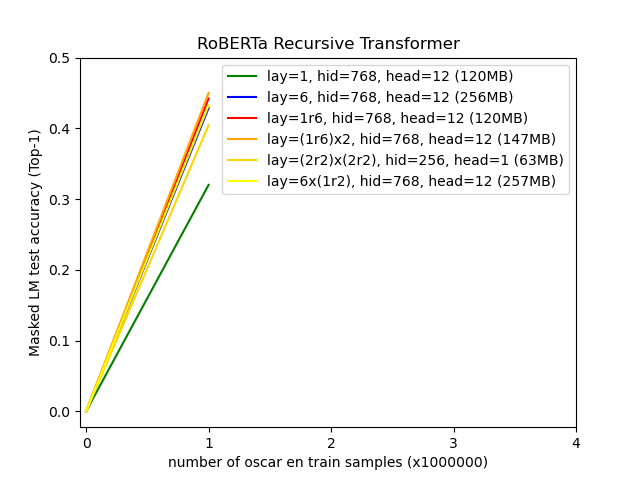 RoBERTa Recursive Transformer
lay=1, hid=768, head=12 (120MB)
lay=6, hid=768, head=12 (256MB)
lay=1r6, hid=768, head=12 (120MB)
lay=(1r6)x2, hid=768, head=12 (147MB)
lay=(2r2)x(2r2), hid=256, head=1 (63MB)
lay=6x(1r2), hid=768, head=12 (257MB)
Masked LM test accuracy (Top-1)
0.5
0.4
0.3
0.2
0.1
0.0
0 1 2 3 4
number of oscar en train samples (x1000000)